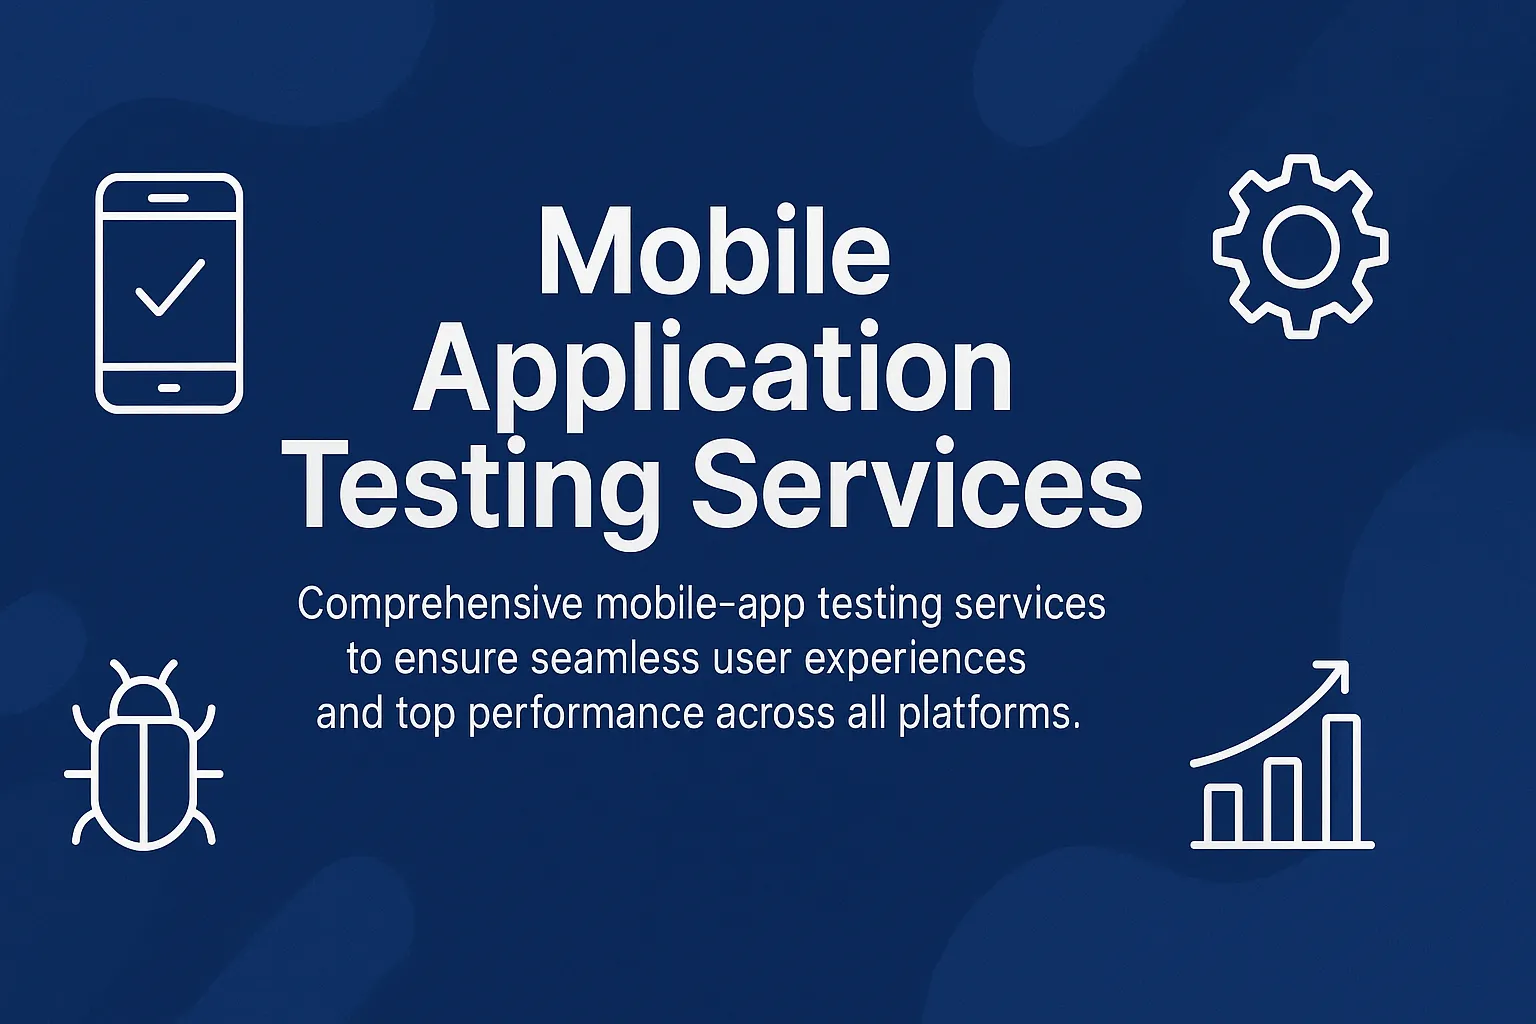 Mobile
Application
Testing Services
Comprehensive mobile-app testing services
to ensure seamless user experiences
and top performance across all platforms.